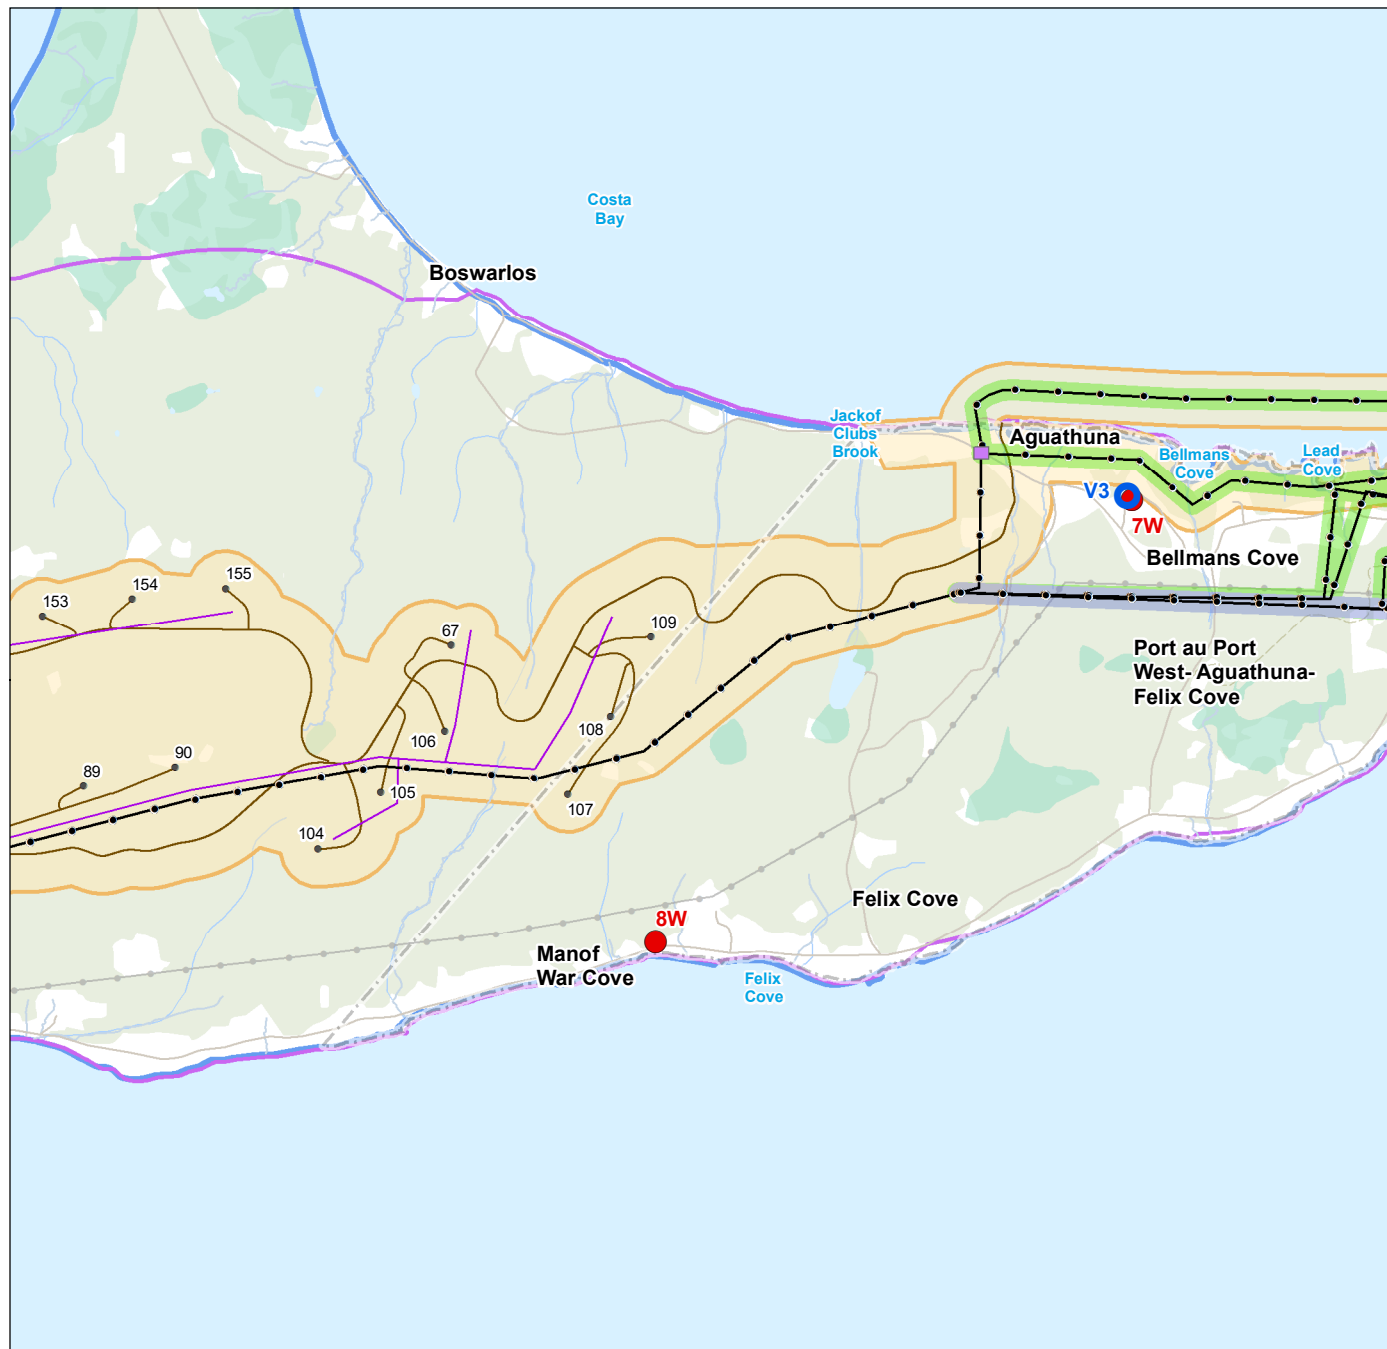 Costa
Bay
Boswarlos
Jackof
Clubs
Brook
Aguathuna
Bellmans
Cove
Lead
Cove
V3
7W
Bellmans Cove
155
154
153
67
109
Port au Port
West- Aguathuna-
Felix Cove
108
106
90
89
105
107
104
Felix Cove
8W
Manof
War Cove
Felix
Cove